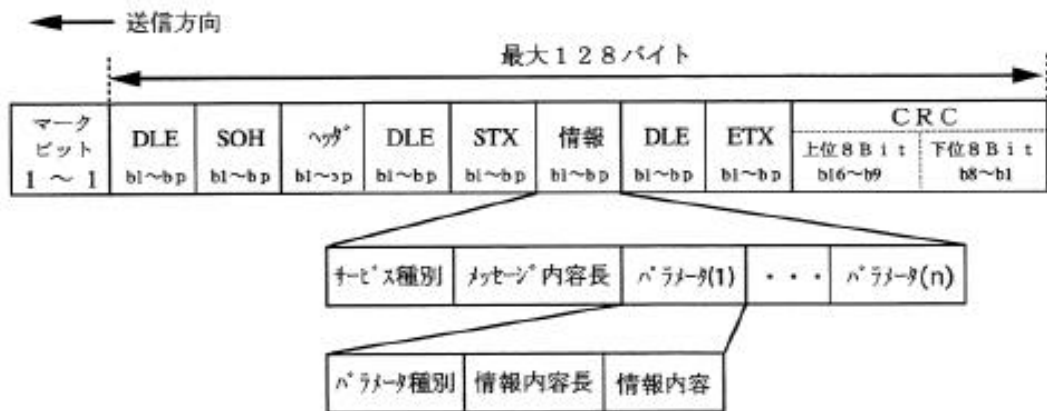 送信方向
最大128バイト
マーク
ビット
1 ~ 1
DLE
b1~bp
SOH
b1~bp
ヘッダ
b1~bp
DLE
b1~bp
STX
b1~bp
情報
b1~bp
DLE
b1~bp
ETX
b1~bp
CRC
上位8Bit
b16~b9
下位8Bit
b8~b1
サービス種別
メッセージ内容長
パラメータ(1)
・・・
パラメータ(n)
パラメータ種別
情報内容長
情報内容